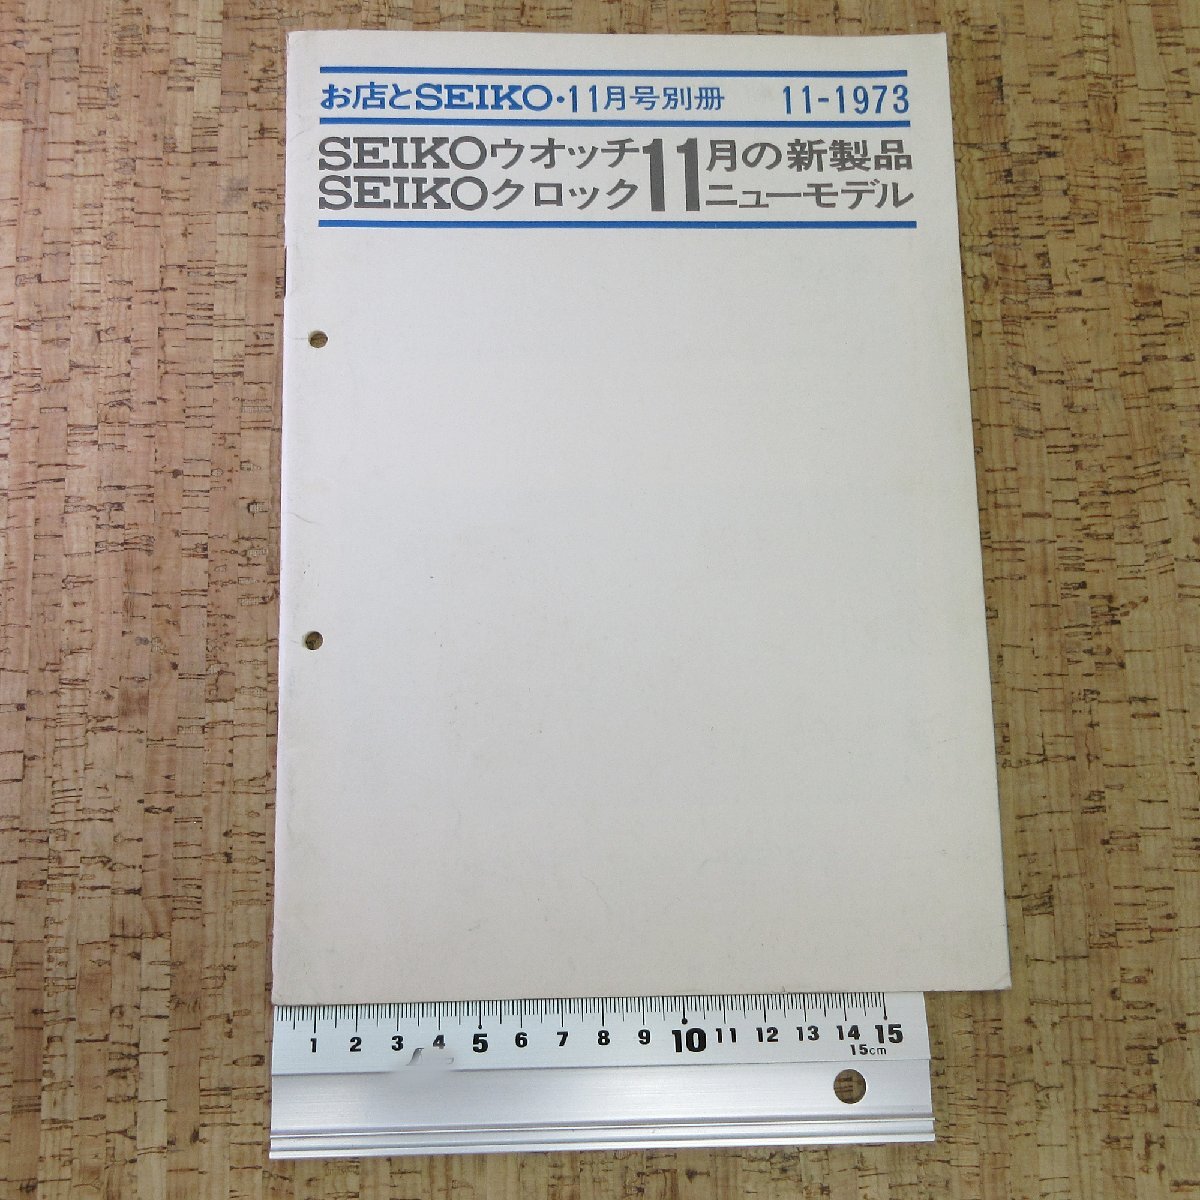 お店とSEIKO・11月号別冊 11-1973
SEIKOウオッチ11月の新製品
SEIKOクロック ニューモデル
1 2 3 4 5 6 7 8 9 10 11 12 13 14 15
15cm